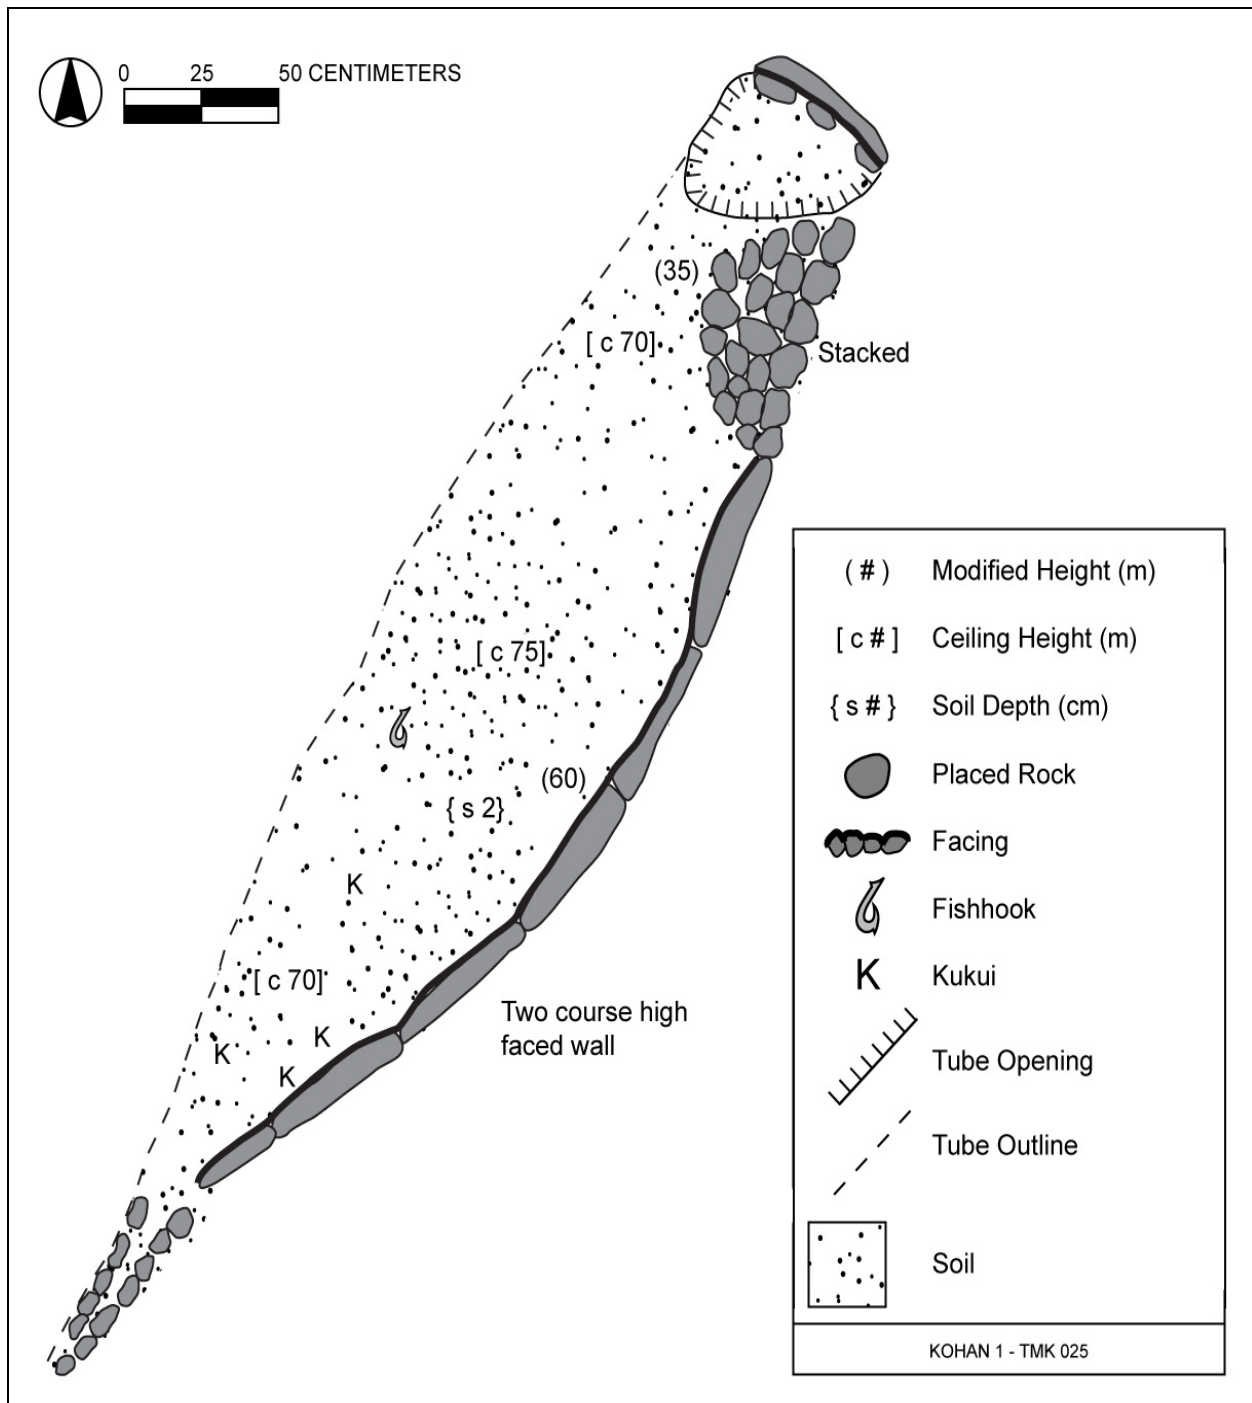 0 25 50 CENTIMETERS
(35)
[ c 70]
Stacked
[ c 75]
(60)
{ s 2}
K
[ c 70]
K
K
K
Two course high
faced wall
( # ) Modified Height (m)
[ c # ] Ceiling Height (m)
{ s # } Soil Depth (cm)
Placed Rock
Facing
Fishhook
K Kukui
Tube Opening
Tube Outline
Soil
KOHAN 1 - TMK 025